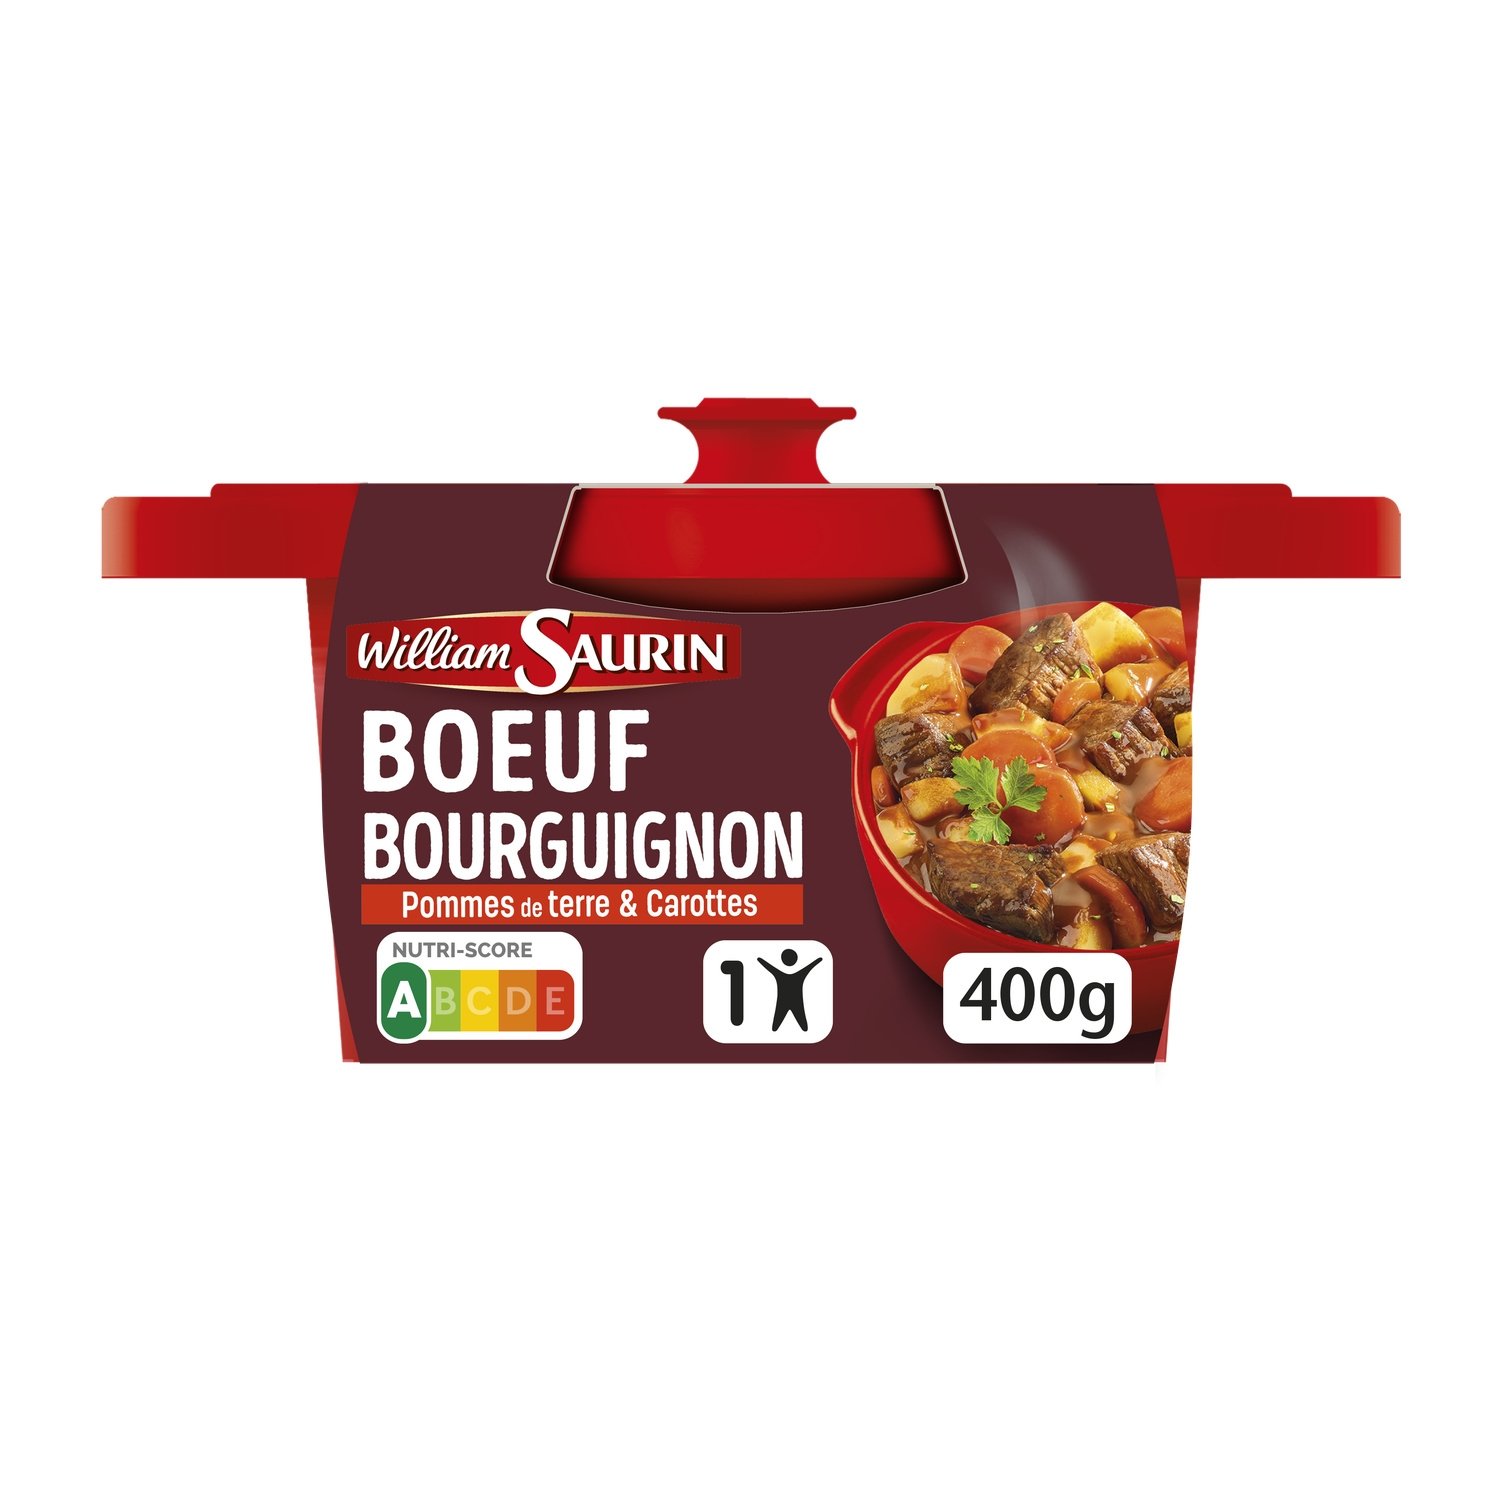 William SAURIN
BOEUF
BOURGUIGNON
Pommes de terre & Carottes
NUTRI-SCORE
A B C D E
1
400g